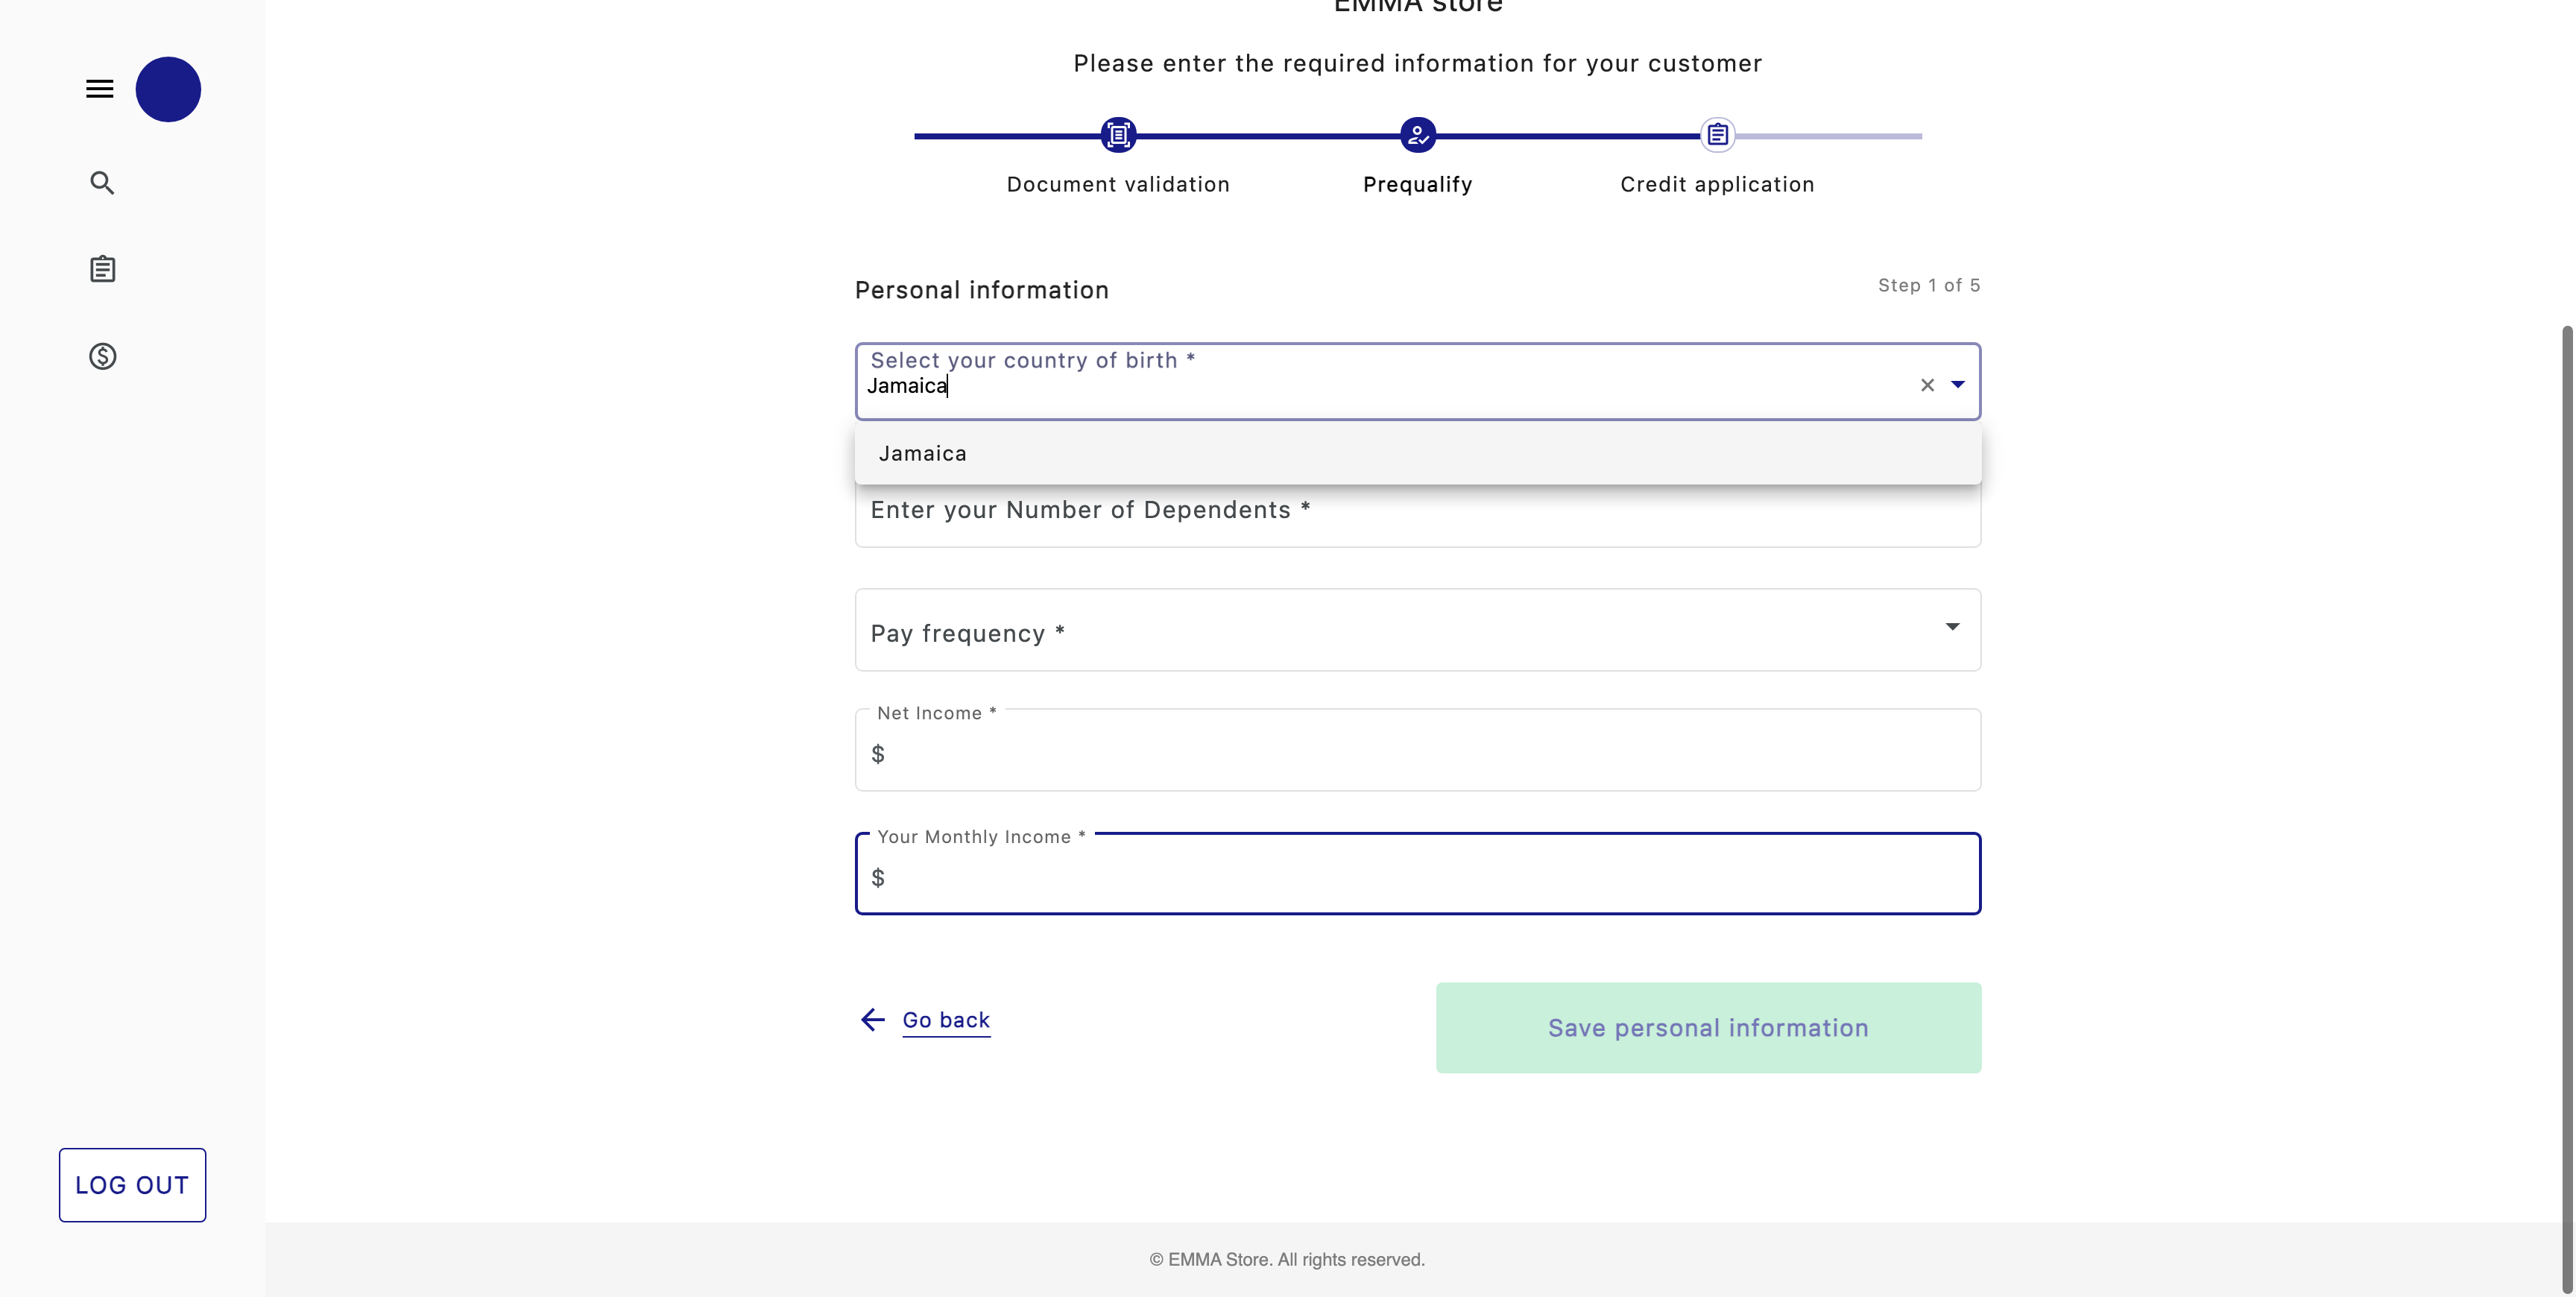 EMMA store
Please enter the required information for your customer
Document validation
Prequalify
Credit application
Personal information
Step 1 of 5
Select your country of birth *
Jamaica
Jamaica
Enter your Number of Dependents *
Pay frequency *
Net Income *
$
Your Monthly Income *
$
Go back
Save personal information
LOG OUT
© EMMA Store. All rights reserved.